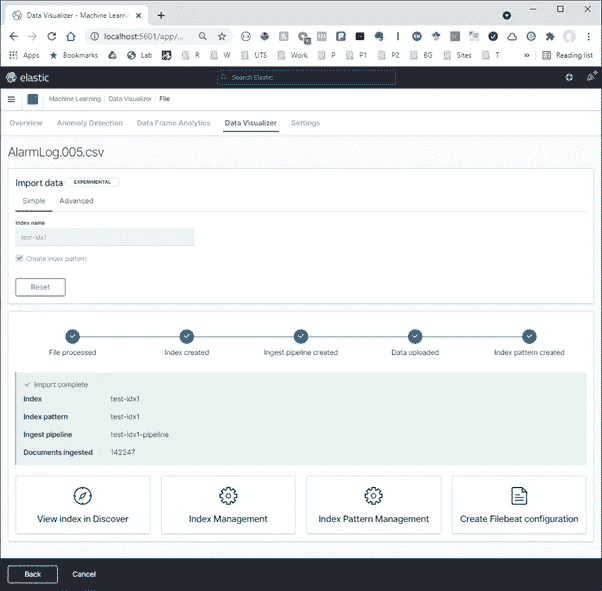 Data Visualizer - Machine Learn
localhost:5601/app/...
Apps Bookmarks Lab R W UTS Work P P1 P2 BG Sites T » Reading list
elastic
Search Elastic
Machine Learning / Data Visualizer / File
Overview Anomaly Detection Data Frame Analytics Data Visualizer Settings
AlarmLog.005.csv
Import data EXPERIMENTAL
Simple Advanced
Index name
test-idx1
Create index pattern
Reset
File processed Index created Ingest pipeline created Data uploaded Index pattern created
Import complete
Index test-idx1
Index pattern test-idx1
Ingest pipeline test-idx1-pipeline
Documents ingested 142247
View index in Discover Index Management Index Pattern Management Create Filebeat configuration
Back Cancel